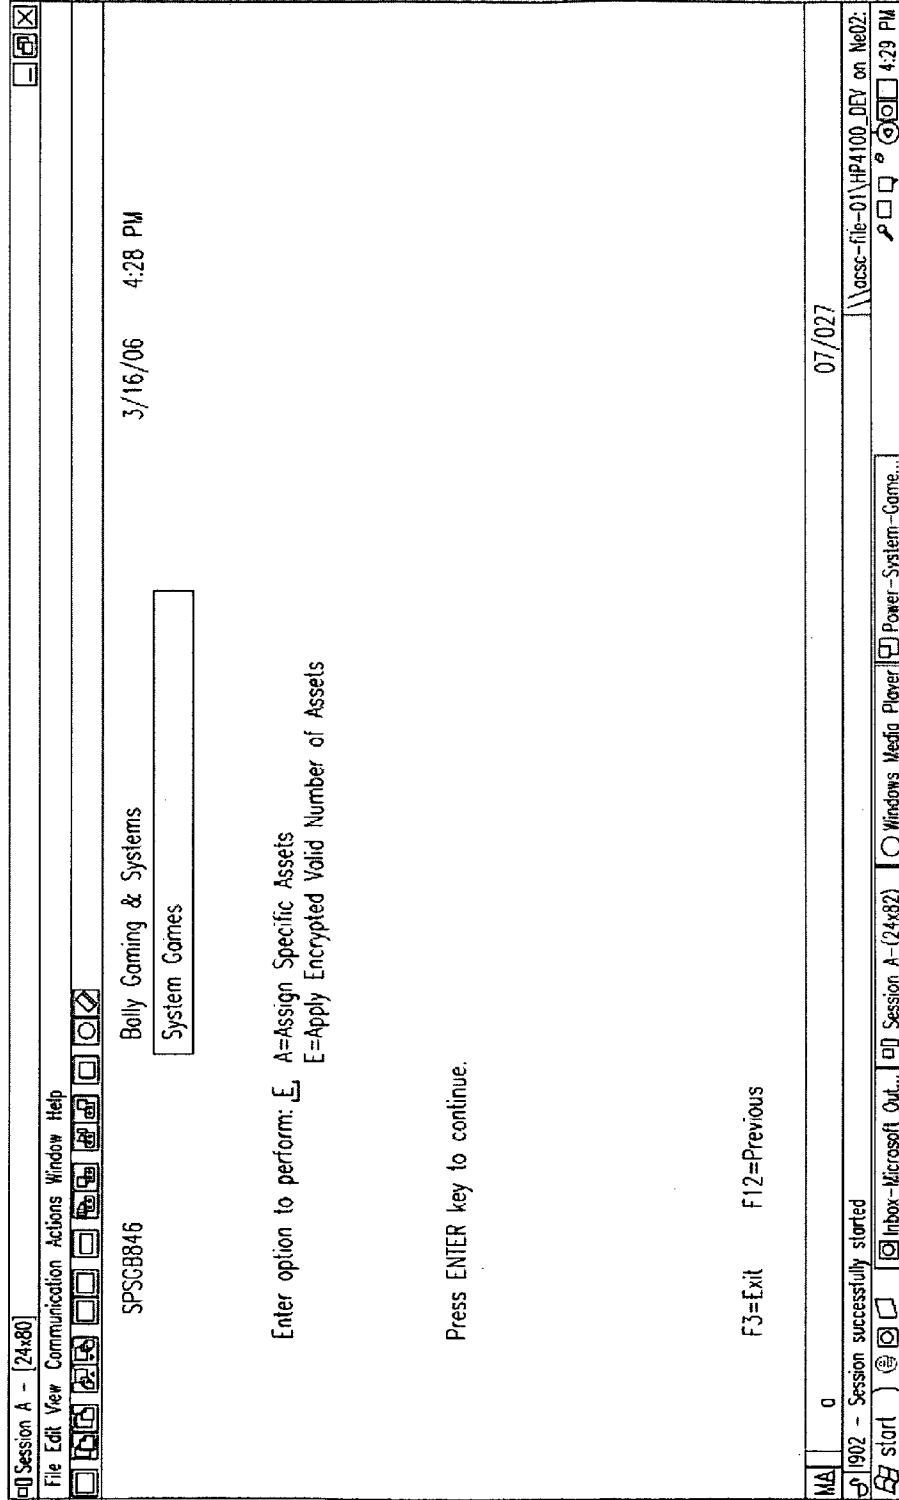 Session A - [24x80]
File Edit View Communication Actions Window Help
SPSGB846 Bally Gaming & Systems 3/16/06 4:28 PM
System Games
Enter option to perform: E A=Assign Specific Assets
E=Apply Encrypted Valid Number of Assets
Press ENTER key to continue.
F3=Exit F12=Previous
MA a 07/027
I902 - Session successfully started \\acsc-file-01\HP4100_DEV on Ne02:
start Inbox-Microsoft Out... Session A-(24x82) Windows Media Player Power-System-Game... 4:29 PM